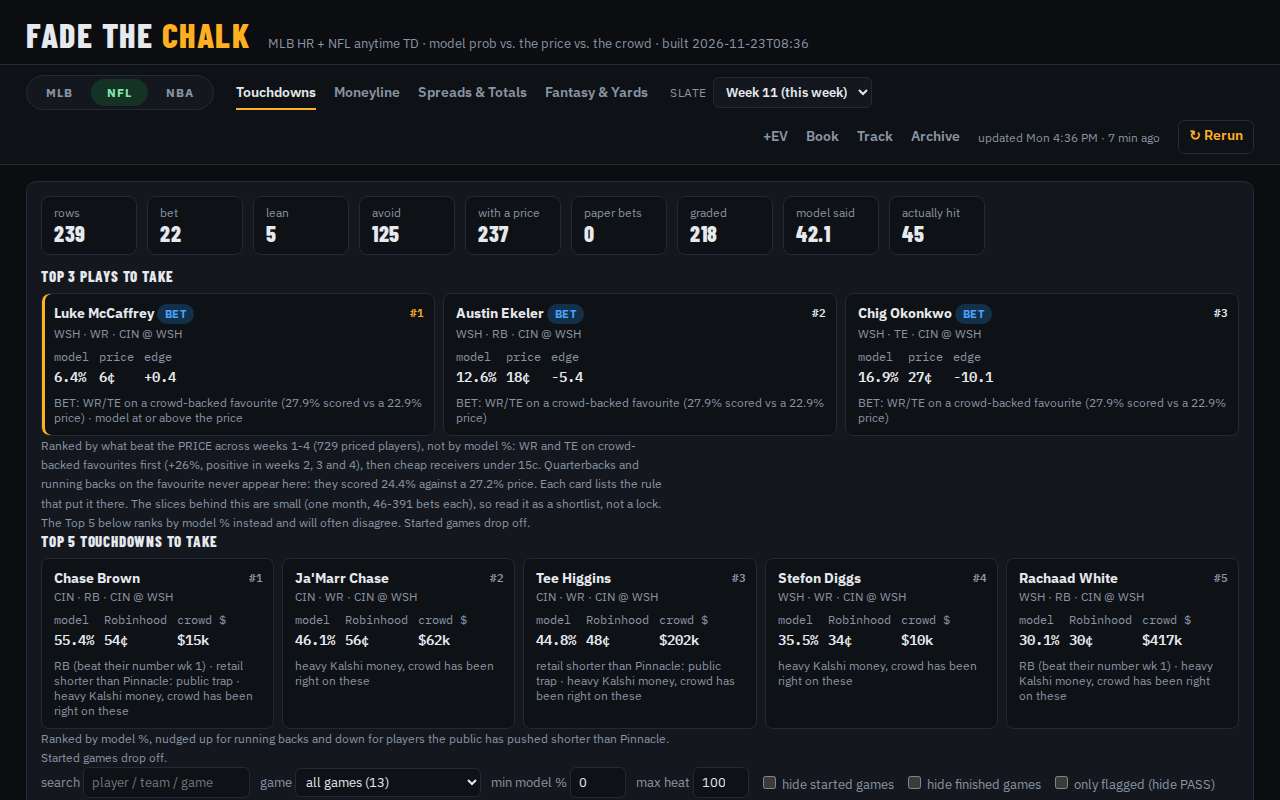 FADE THE CHALK MLB HR + NFL anytime TD · model prob vs. the price vs. the crowd · built 2026-11-23T08:36
MLB NFL NBA Touchdowns Moneyline Spreads & Totals Fantasy & Yards SLATE Week 11 (this week)
+EV Book Track Archive updated Mon 4:36 PM · 7 min ago ↻ Rerun
rows bet lean avoid with a price paper bets graded model said actually hit
239 22 5 125 237 0 218 42.1 45
TOP 3 PLAYS TO TAKE
Luke McCaffrey BET #1
WSH · WR · CIN @ WSH
model price edge
6.4% 6¢ +0.4
BET: WR/TE on a crowd-backed favourite (27.9% scored vs a 22.9%
price) · model at or above the price
Austin Ekeler BET #2
WSH · RB · CIN @ WSH
model price edge
12.6% 18¢ -5.4
BET: WR/TE on a crowd-backed favourite (27.9% scored vs a 22.9%
price)
Chig Okonkwo BET #3
WSH · TE · CIN @ WSH
model price edge
16.9% 27¢ -10.1
BET: WR/TE on a crowd-backed favourite (27.9% scored vs a 22.9%
price)
Ranked by what beat the PRICE across weeks 1-4 (729 priced players), not by model %: WR and TE on crowd-
backed favourites first (+26%, positive in weeks 2, 3 and 4), then cheap receivers under 15c. Quarterbacks and
running backs on the favourite never appear here: they scored 24.4% against a 27.2% price. Each card lists the rule
that put it there. The slices behind this are small (one month, 46-391 bets each), so read it as a shortlist, not a lock.
The Top 5 below ranks by model % instead and will often disagree. Started games drop off.
TOP 5 TOUCHDOWNS TO TAKE
Chase Brown #1
CIN · RB · CIN @ WSH
model Robinhood crowd $
55.4% 54¢ $15k
RB (beat their number wk 1) · retail
shorter than Pinnacle: public trap ·
heavy Kalshi money, crowd has been
right on these
Ja'Marr Chase #2
CIN · WR · CIN @ WSH
model Robinhood crowd $
46.1% 56¢ $62k
heavy Kalshi money, crowd has been
right on these
Tee Higgins #3
CIN · WR · CIN @ WSH
model Robinhood crowd $
44.8% 48¢ $202k
retail shorter than Pinnacle: public
trap · heavy Kalshi money, crowd has
been right on these
Stefon Diggs #4
WSH · WR · CIN @ WSH
model Robinhood crowd $
35.5% 34¢ $10k
heavy Kalshi money, crowd has been
right on these
Rachaad White #5
WSH · RB · CIN @ WSH
model Robinhood crowd $
30.1% 30¢ $417k
RB (beat their number wk 1) · heavy
Kalshi money, crowd has been right
on these
Ranked by model %, nudged up for running backs and down for players the public has pushed shorter than Pinnacle.
Started games drop off.
search player / team / game game all games (13) min model % 0 max heat 100 hide started games hide finished games only flagged (hide PASS)